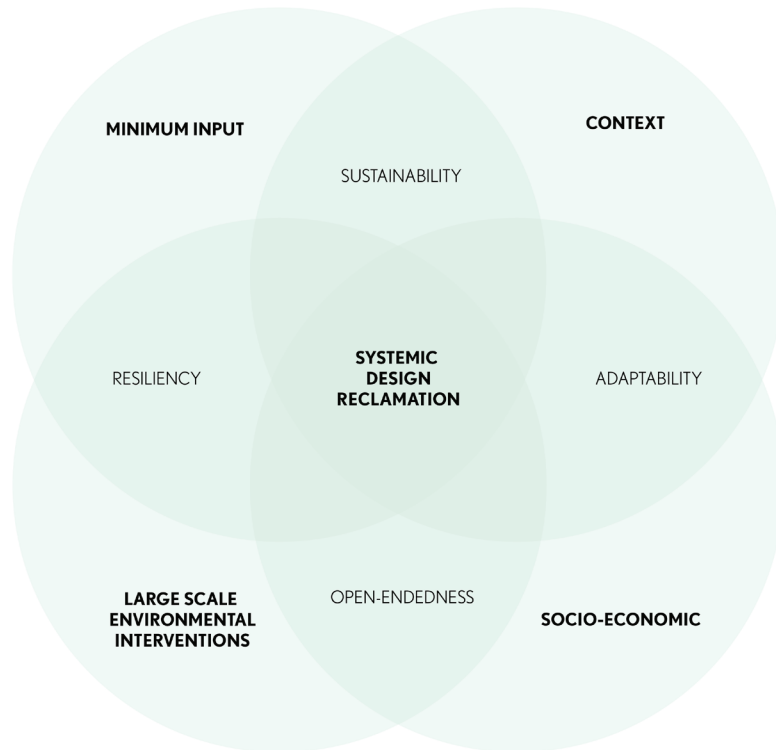 MINIMUM INPUT
CONTEXT
SUSTAINABILITY
SYSTEMIC
DESIGN
RECLAMATION
RESILIENCY
ADAPTABILITY
LARGE SCALE
ENVIRONMENTAL
INTERVENTIONS
OPEN-ENDEDNESS
SOCIO-ECONOMIC